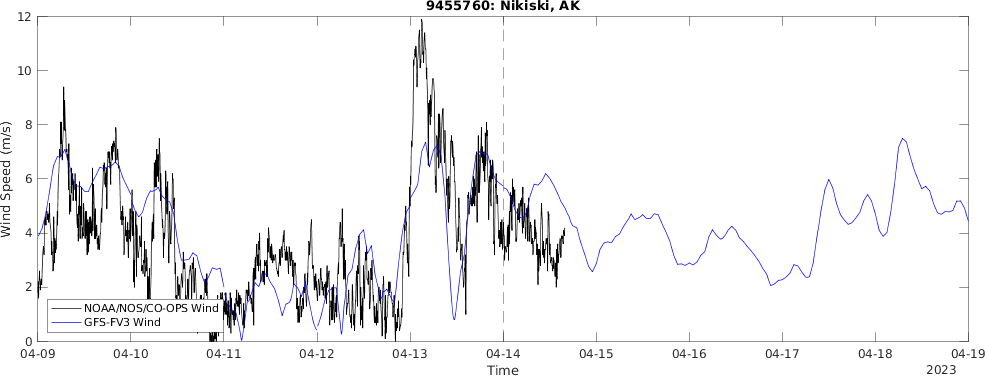 9455760: Nikiski, AK
12
10
8
6
4
2
0
Wind Speed (m/s)
NOAA/NOS/CO-OPS Wind
GFS-FV3 Wind
04-09 04-10 04-11 04-12 04-13 04-14 04-15 04-16 04-17 04-18 04-19
Time
2023